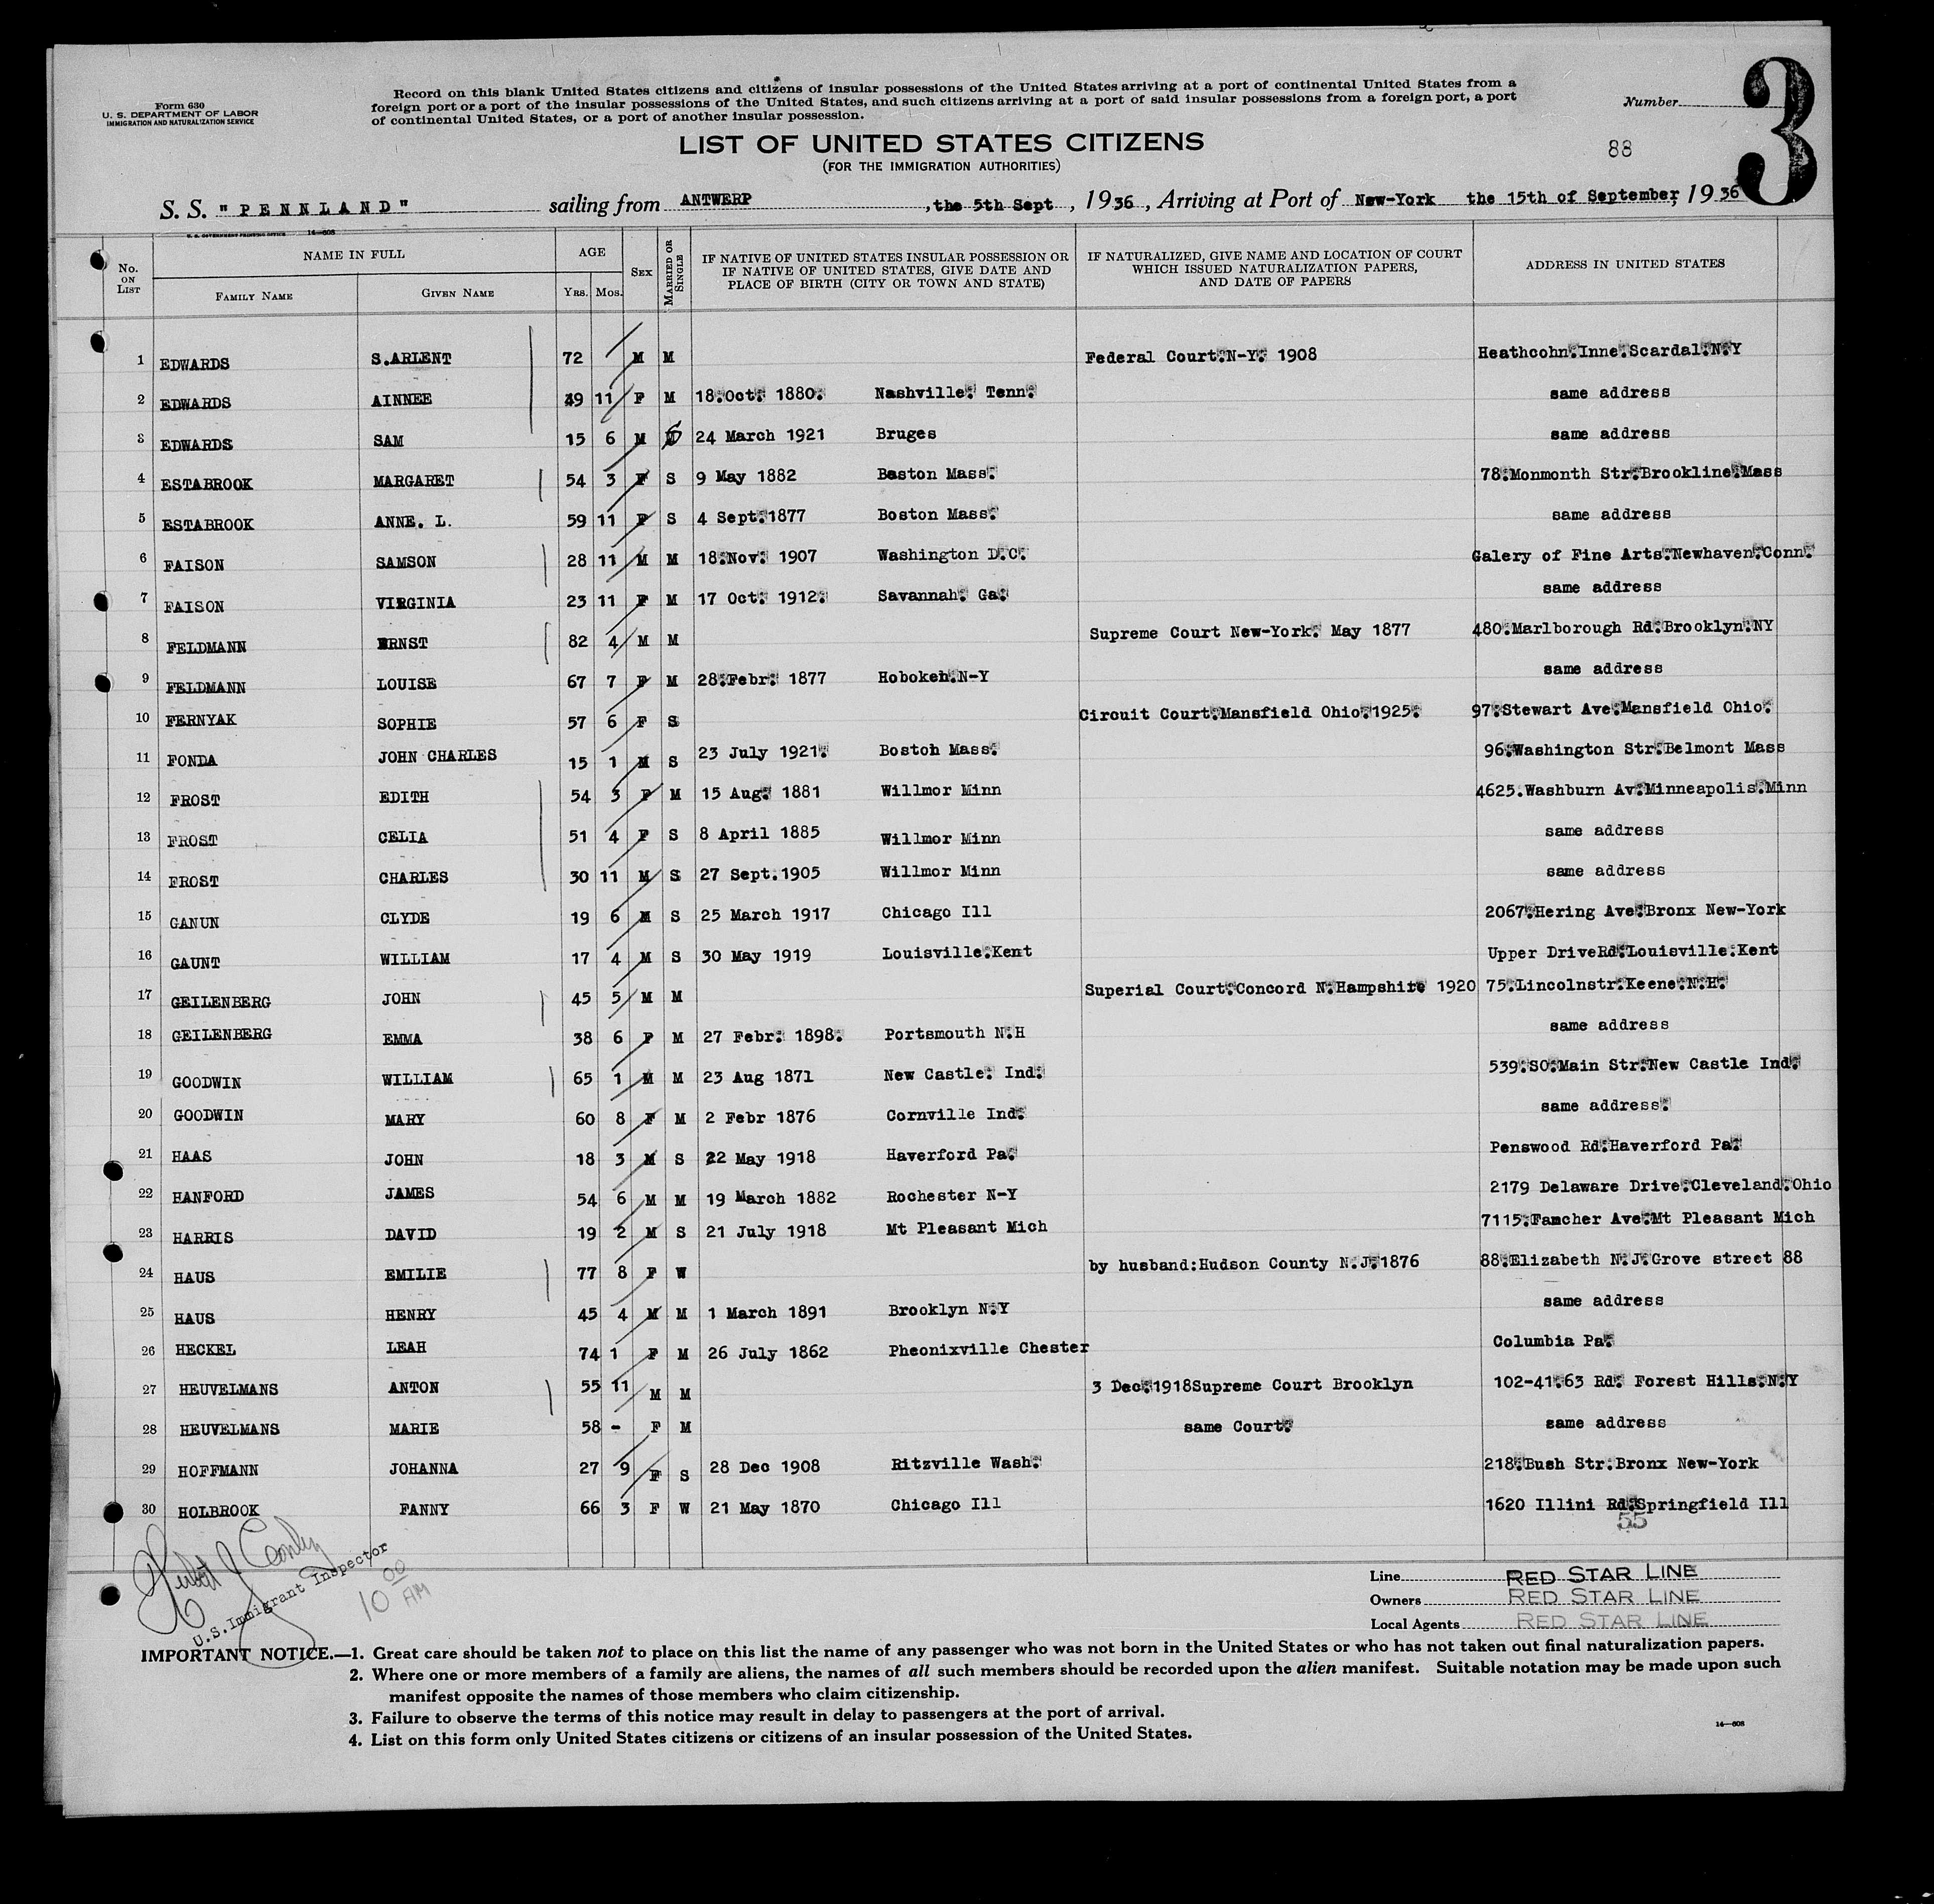 Form 630
U. S. DEPARTMENT OF LABOR
IMMIGRATION AND NATURALIZATION SERVICE
Record on this blank United States citizens and citizens of insular possessions of the United States arriving at a port of continental United States from a
foreign port or a port of the insular possessions of the United States, and such citizens arriving at a port of said insular possessions from a foreign port, a port
of continental United States, or a port of another insular possession.
Number
3
LIST OF UNITED STATES CITIZENS
(FOR THE IMMIGRATION AUTHORITIES)
88
S. S. "PENNLAND" sailing from ANTWERP, the 5th Sept, 1936, Arriving at Port of New-York the 15th of September, 1936
U. S. GOVERNMENT PRINTING OFFICE 14—608
No. ON LIST
NAME IN FULL
FAMILY NAME
GIVEN NAME
AGE
YRS. MOS.
SEX
MARRIED OR SINGLE
IF NATIVE OF UNITED STATES INSULAR POSSESSION OR
IF NATIVE OF UNITED STATES, GIVE DATE AND
PLACE OF BIRTH (CITY OR TOWN AND STATE)
IF NATURALIZED, GIVE NAME AND LOCATION OF COURT
WHICH ISSUED NATURALIZATION PAPERS,
AND DATE OF PAPERS
ADDRESS IN UNITED STATES
1 EDWARDS S.ARLENT 72 M M Federal Court.N-Y. 1908 Heathcohn.Inne.Scardal.N.Y
2 EDWARDS AINNEE 49 11 F M 18.Oct. 1880. Nashville. Tenn. same address
3 EDWARDS SAM 15 6 M S 24 March 1921 Bruges same address
4 ESTABROOK MARGARET 54 3 F S 9 May 1882 Baston Mass. 78.Monmonth Str.Brookline.Mass
5 ESTABROOK ANNE. L. 59 11 F S 4 Sept.1877 Boston Mass. same address
6 FAISON SAMSON 28 11 M M 18.Nov. 1907 Washington D.C. Galery of Fine Arts.Newhaven.Conn.
7 FAISON VIRGINIA 23 11 F M 17 Oct. 1912. Savannah. Ga. same address
8 FELDMANN ERNST 82 4 M M Supreme Court New-York. May 1877 480.Marlborough Rd.Brooklyn.NY
9 FELDMANN LOUISE 67 7 F M 28.Febr. 1877 Hoboken.N-Y same address
10 FERNYAK SOPHIE 57 6 F S Circuit Court.Mansfield Ohio.1925. 97.Stewart Ave.Mansfield Ohio.
11 FONDA JOHN CHARLES 15 1 M S 23 July 1921. Boston Mass. 96.Washington Str.Belmont Mass
12 FROST EDITH 54 3 F M 15 Aug. 1881 Willmor Minn 4625.Washburn Av.Minneapolis.Minn
13 FROST CELIA 51 4 F S 8 April 1885 Willmor Minn same address
14 FROST CHARLES 30 11 M S 27 Sept.1905 Willmor Minn same address
15 GANUN CLYDE 19 6 M S 25 March 1917 Chicago Ill 2067.Hering Ave.Bronx New-York
16 GAUNT WILLIAM 17 4 M S 30 May 1919 Louisville.Kent Upper DriveRd.Louisville.Kent
17 GEILENBERG JOHN 45 5 M M Superial Court.Concord N.Hampshire 1920 75.Lincolnstr.Keene.N.H.
18 GEILENBERG EMMA 38 6 F M 27 Febr. 1898. Portsmouth N.H same address
19 GOODWIN WILLIAM 65 1 M M 23 Aug 1871 New Castle. Ind. 539.SO.Main Str.New Castle Ind.
20 GOODWIN MARY 60 8 F M 2 Febr 1876 Cornville Ind. same address.
21 HAAS JOHN 18 3 M S 22 May 1918 Haverford Pa. Penswood Rd.Haverford Pa.
22 HANFORD JAMES 54 6 M M 19 March 1882 Rochester N-Y 2179 Delaware Drive.Cleveland.Ohio
23 HARRIS DAVID 19 2 M S 21 July 1918 Mt Pleasant Mich 7115.Famcher Ave.Mt Pleasant Mich
24 HAUS EMILIE 77 8 F W by husband:Hudson County N.J.1876 88.Elizabeth N.J.Grove street 88
25 HAUS HENRY 45 4 M M 1 March 1891 Brooklyn N.Y same address
26 HECKEL LEAH 74 1 F M 26 July 1862 Pheonixville Chester Columbia Pa.
27 HEUVELMANS ANTON 55 11 M M 3 Dec.1918Supreme Court Brooklyn 102-41.63 Rd. Forest Hills.N.Y
28 HEUVELMANS MARIE 58 - F M same Court. same address
29 HOFFMANN JOHANNA 27 9 F S 28 Dec 1908 Ritzville Wash. 218.Bush Str.Bronx New-York
30 HOLBROOK FANNY 66 3 F W 21 May 1870 Chicago Ill 1620 Illini Rd.Springfield Ill
55
U.S. Immigrant Inspector
10 00 AM
Line RED STAR LINE
Owners RED STAR LINE
Local Agents RED STAR LINE
IMPORTANT NOTICE.—1. Great care should be taken not to place on this list the name of any passenger who was not born in the United States or who has not taken out final naturalization papers.
2. Where one or more members of a family are aliens, the names of all such members should be recorded upon the alien manifest. Suitable notation may be made upon such
manifest opposite the names of those members who claim citizenship.
3. Failure to observe the terms of this notice may result in delay to passengers at the port of arrival.
4. List on this form only United States citizens or citizens of an insular possession of the United States.
14—608